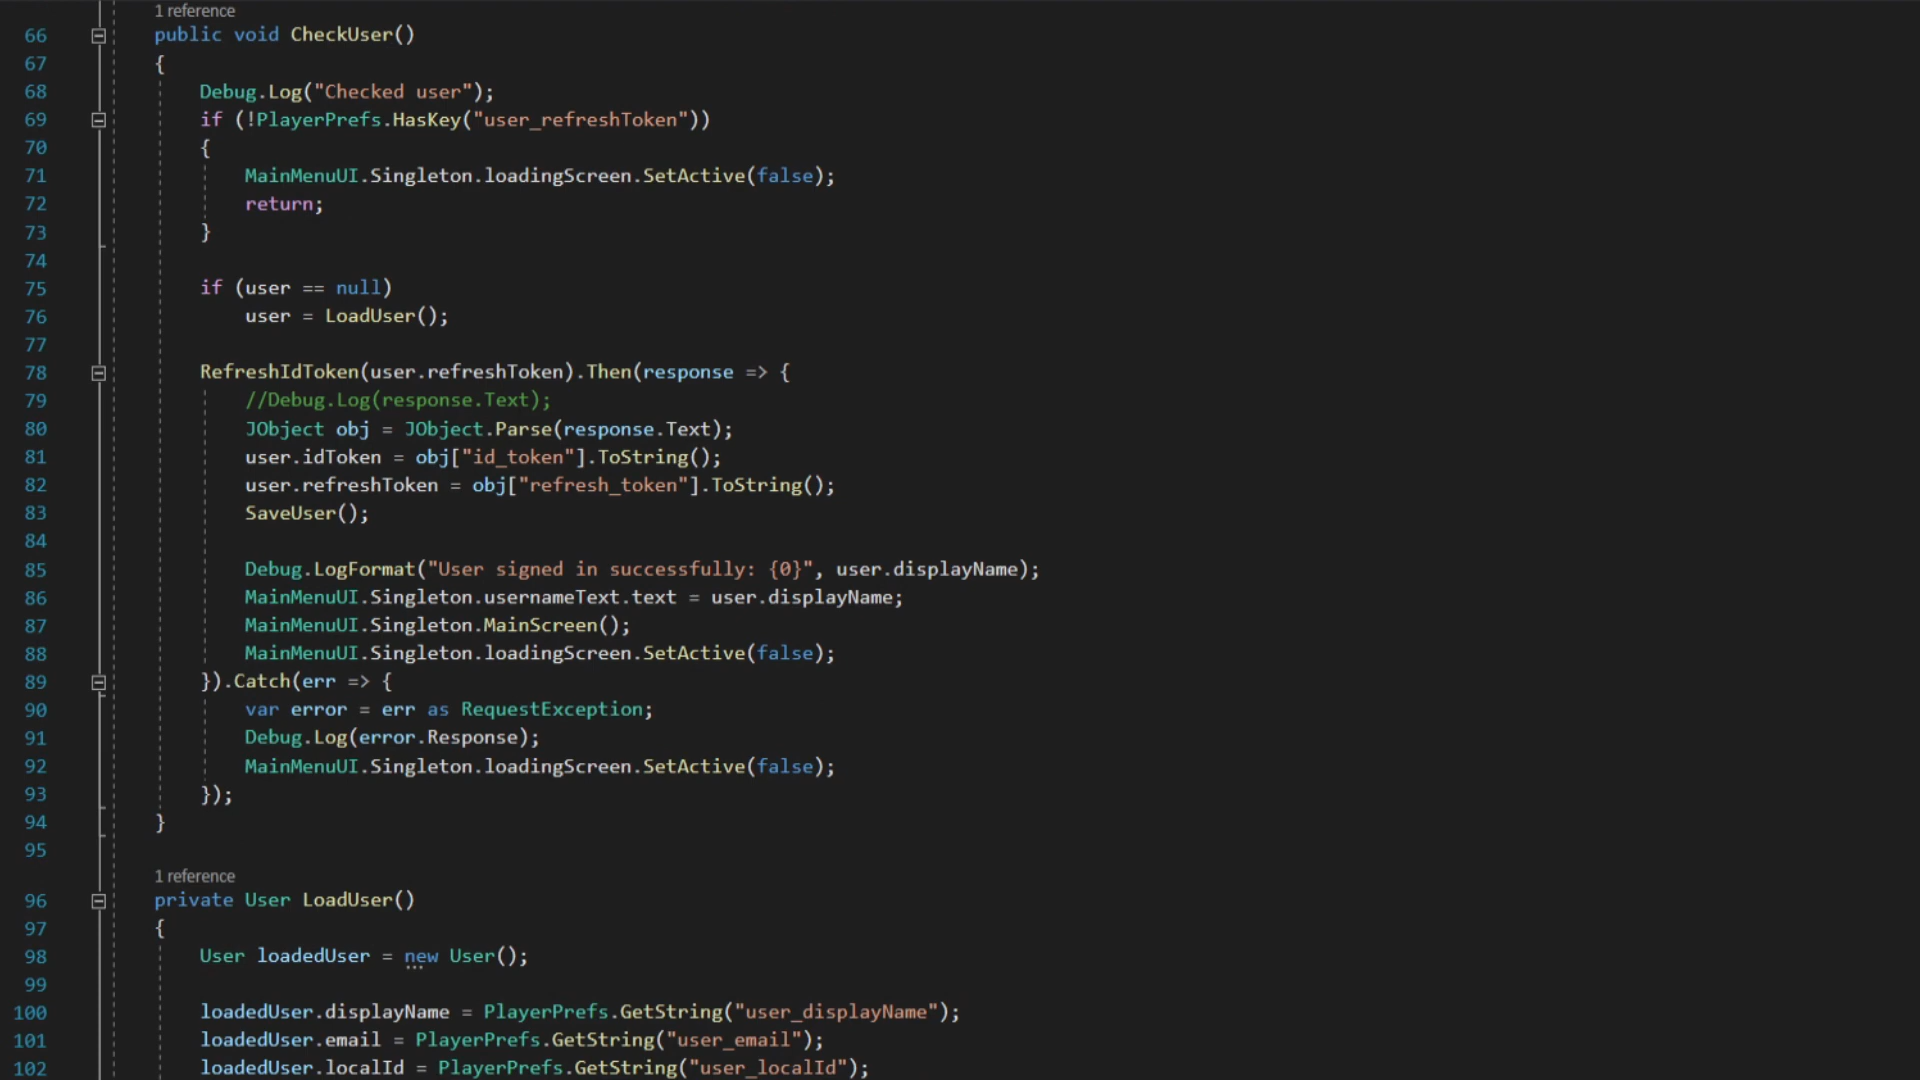 1 reference
66 public void CheckUser()
67 {
68 Debug.Log("Checked user");
69 if (!PlayerPrefs.HasKey("user_refreshToken"))
70 {
71 MainMenuUI.Singleton.loadingScreen.SetActive(false);
72 return;
73 }
74
75 if (user == null)
76 user = LoadUser();
77
78 RefreshIdToken(user.refreshToken).Then(response => {
79 //Debug.Log(response.Text);
80 JObject obj = JObject.Parse(response.Text);
81 user.idToken = obj["id_token"].ToString();
82 user.refreshToken = obj["refresh_token"].ToString();
83 SaveUser();
84
85 Debug.LogFormat("User signed in successfully: {0}", user.displayName);
86 MainMenuUI.Singleton.usernameText.text = user.displayName;
87 MainMenuUI.Singleton.MainScreen();
88 MainMenuUI.Singleton.loadingScreen.SetActive(false);
89 }).Catch(err => {
90 var error = err as RequestException;
91 Debug.Log(error.Response);
92 MainMenuUI.Singleton.loadingScreen.SetActive(false);
93 });
94 }
95
1 reference
96 private User LoadUser()
97 {
98 User loadedUser = new User();
99
100 loadedUser.displayName = PlayerPrefs.GetString("user_displayName");
101 loadedUser.email = PlayerPrefs.GetString("user_email");
102 loadedUser.localId = PlayerPrefs.GetString("user_localId");